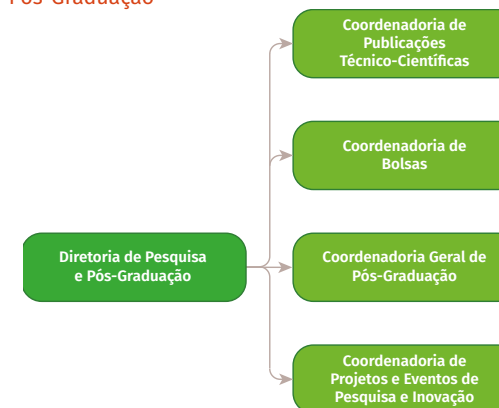 Pós-Graduação
Coordenadoria de
Publicações
Técnico-Científicas
Coordenadoria de
Bolsas
Diretoria de Pesquisa
e Pós-Graduação
Coordenadoria Geral de
Pós-Graduação
Coordenadoria de
Projetos e Eventos de
Pesquisa e Inovação